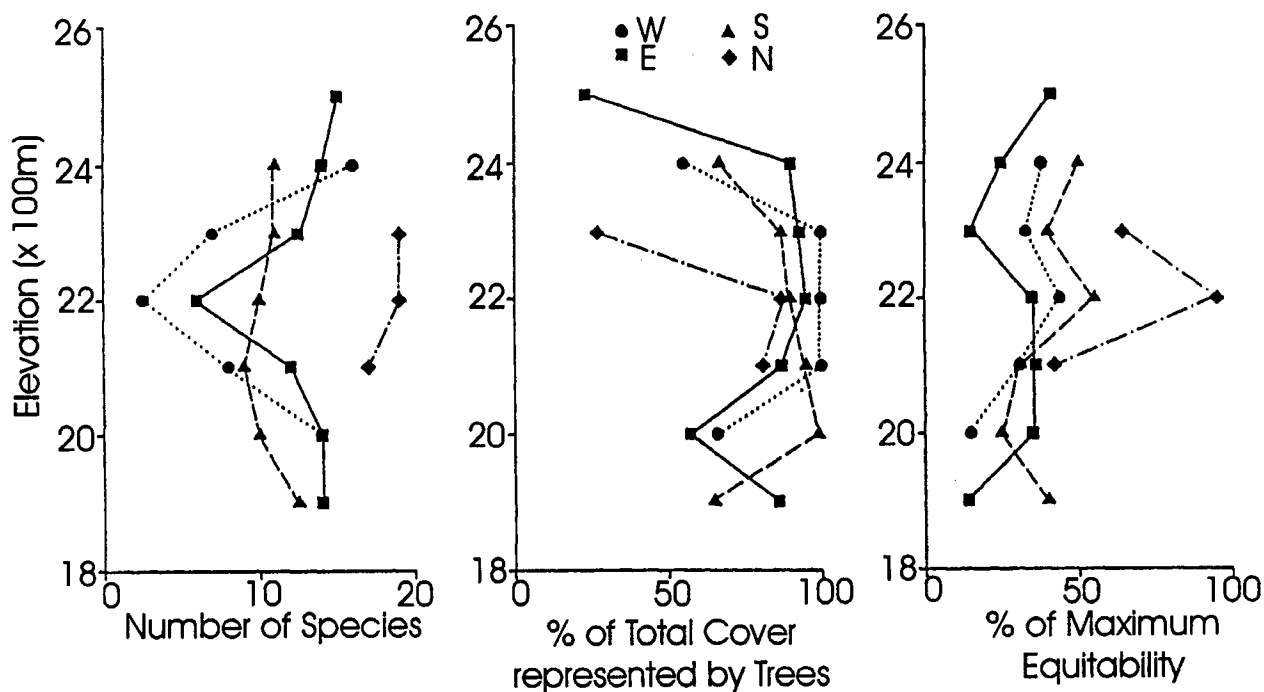 W
S
E
N
Elevation (x 100m)
26
24
22
20
18
0
10
20
Number of Species
26
24
22
20
18
0
50
100
% of Total Cover
represented by Trees
26
24
22
20
18
0
50
100
% of Maximum
Equitability